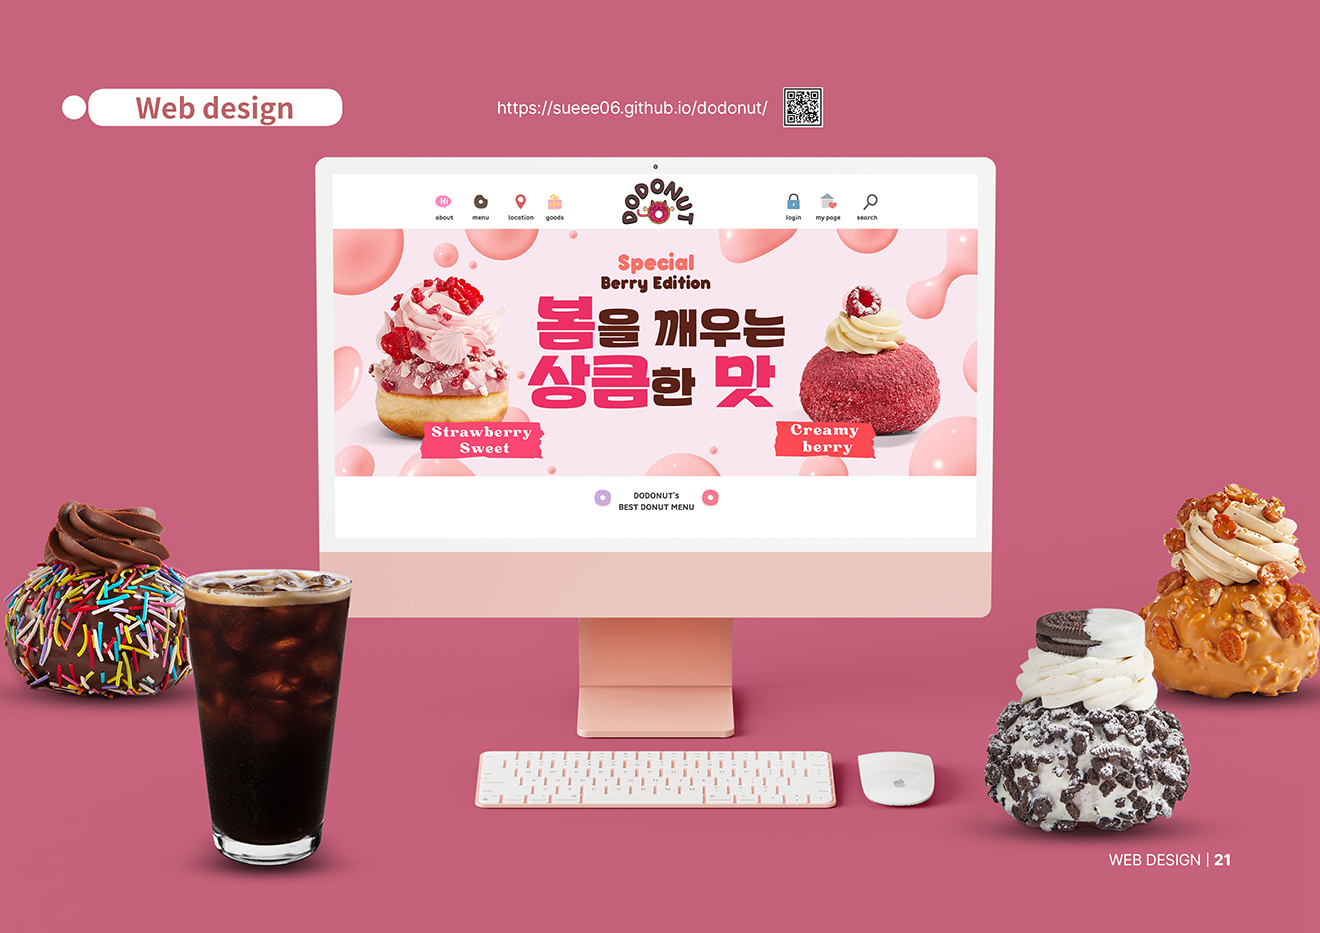 Web design
https://sueee06.github.io/dodonut/
Hi
about
menu
location
goods
DODONUT
login
my page
search
Special
Berry Edition
봄을 깨우는
상큼한 맛
Strawberry
Sweet
Creamy
berry
DODONUT's
BEST DONUT MENU
WEB DESIGN | 21